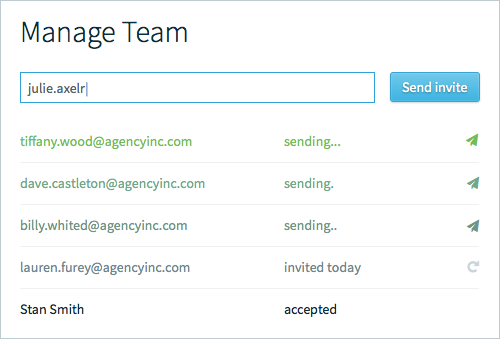 Manage Team
julie.axelr
Send invite
tiffany.wood@agencyinc.com sending...
dave.castleton@agencyinc.com sending.
billy.whited@agencyinc.com sending..
lauren.furey@agencyinc.com invited today
Stan Smith accepted